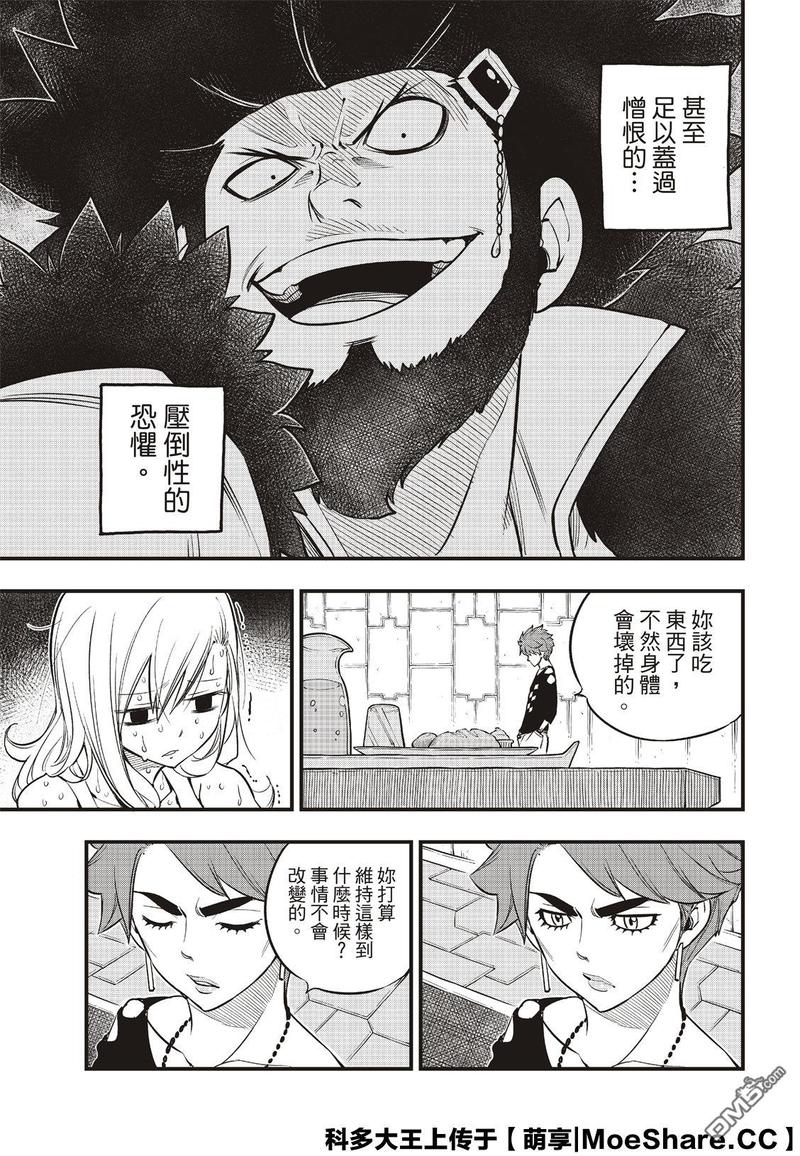 甚至
足以蓋過
憎恨的…
壓倒性的
恐懼。
妳該吃
東西了，
不然身體
會壞掉的。
妳打算
維持這樣到
什麼時候？
事情不會
改變的。
科多大王上传于【萌享|MoeShare.CC】